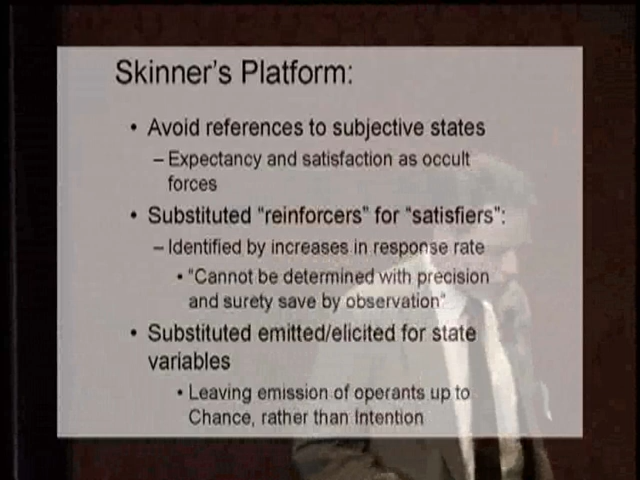 Skinner's Platform:
• Avoid references to subjective states
– Expectancy and satisfaction as occult
forces
• Substituted "reinforcers" for "satisfiers":
– Identified by increases in response rate
• "Cannot be determined with precision
and surety save by observation"
• Substituted emitted/elicited for state
variables
• Leaving emission of operants up to
Chance, rather than Intention